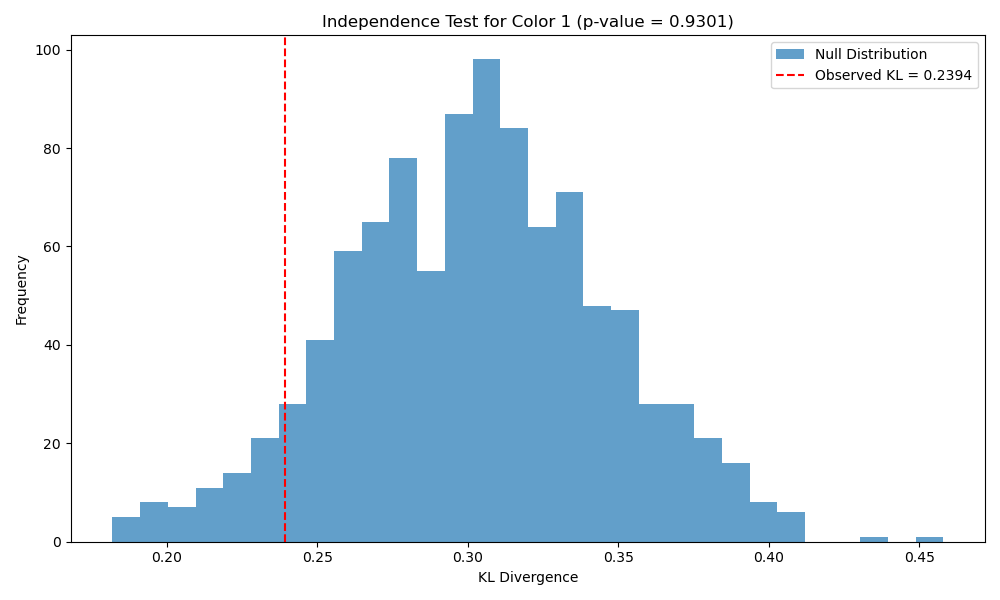 Independence Test for Color 1 (p-value = 0.9301)
Null Distribution
Observed KL = 0.2394
100
80
60
40
20
0
Frequency
0.20 0.25 0.30 0.35 0.40 0.45
KL Divergence